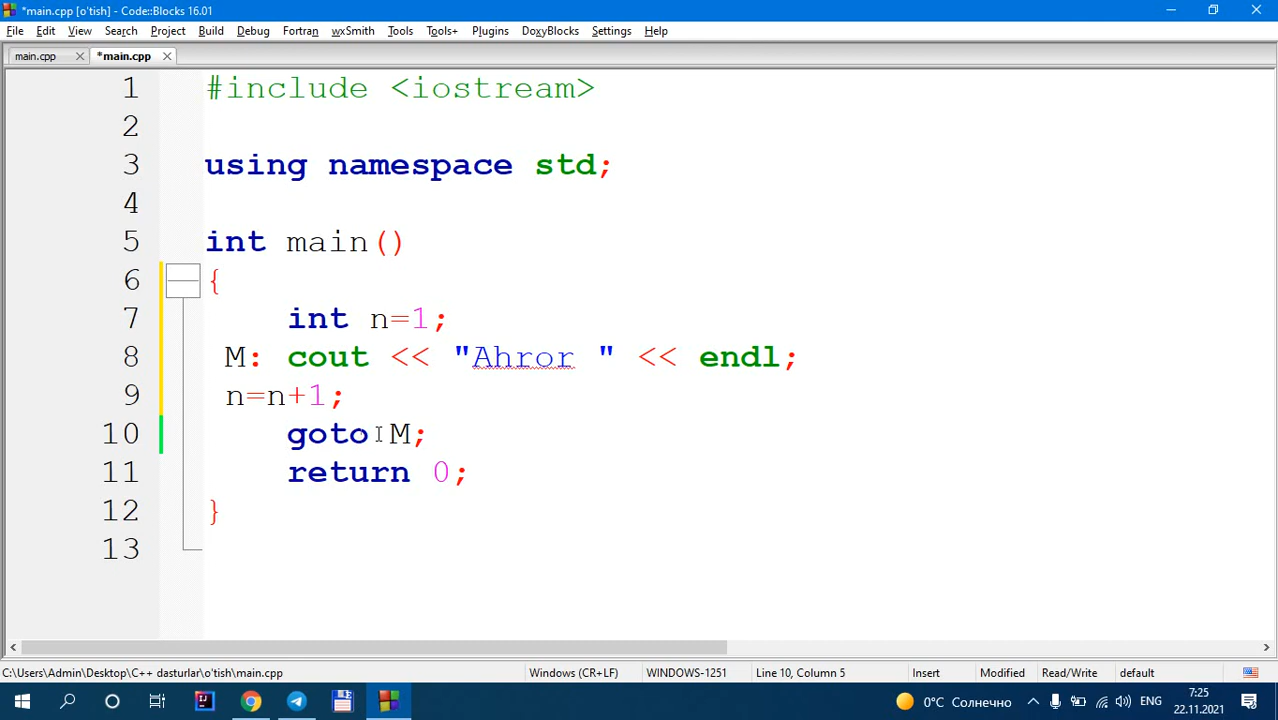 *main.cpp [o'tish] - Code::Blocks 16.01
File Edit View Search Project Build Debug Fortran wxSmith Tools Tools+ Plugins DoxyBlocks Settings Help
main.cpp *main.cpp
1 #include <iostream>
2
3 using namespace std;
4
5 int main()
6 {
7 int n=1;
8 M: cout << "Ahror " << endl;
9 n=n+1;
10 goto M;
11 return 0;
12 }
13
C:\Users\Admin\Desktop\C++ dasturlar\o'tish\main.cpp Windows (CR+LF) WINDOWS-1251 Line 10, Column 5 Insert Modified Read/Write default
0°C Солнечно ENG 7:25
22.11.2021